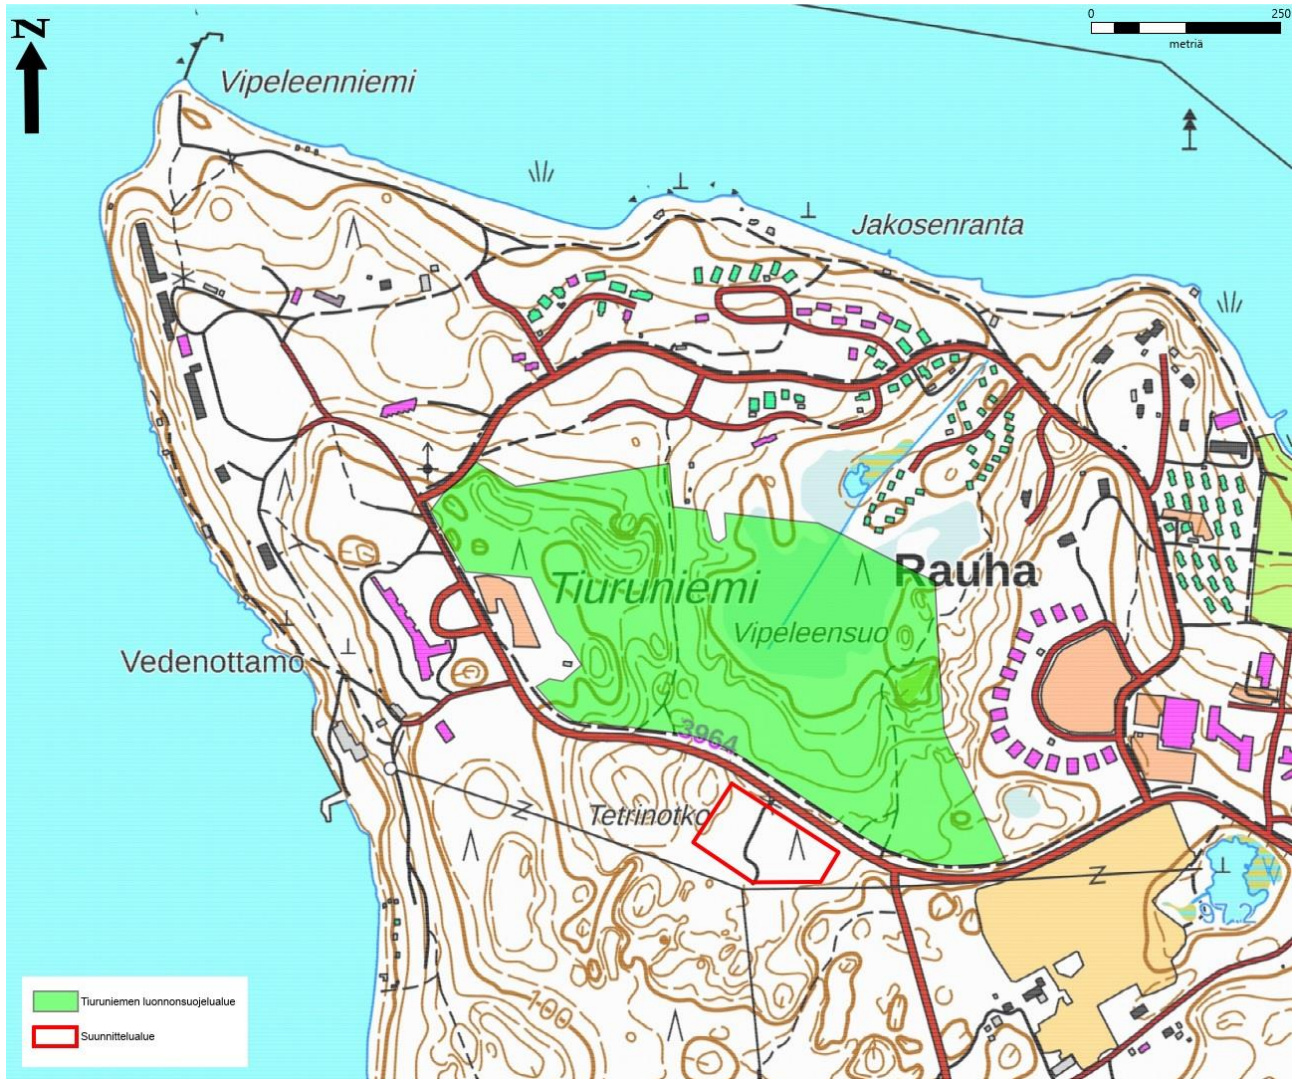 N
0 250
metriä
Vipeleenniemi
Jakosenranta
Rauha
Tiuruniemi
Vipeleensuo
Vedenottamo
3964
Tetrinotko
Z
Z
97.2
100
Tiuruniemen luonnonsuojelualue
Suunnittelualue